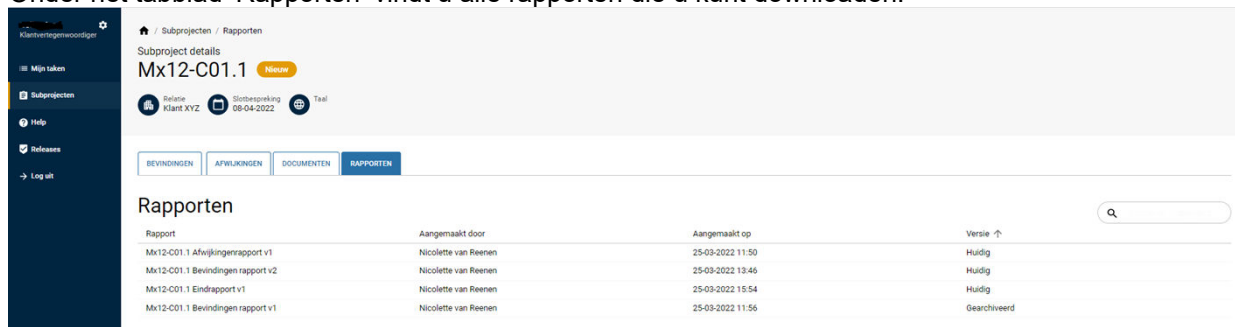 Onder het tabblad 'Rapporten' vindt u alle rapporten die u kunt downloaden.
Klantvertegenwoordiger
Mijn taken
Subprojecten
Help
Releases
Log uit
/ Subprojecten / Rapporten
Subproject details
Mx12-C01.1 Nieuw
Relatie
Klant XYZ
Slotbespreking
08-04-2022
Taal
BEVINDINGEN AFWIJKINGEN DOCUMENTEN RAPPORTEN
Rapporten
Rapport Aangemaakt door Aangemaakt op Versie ↑
Mx12-C01.1 Afwijkingenrapport v1 Nicolette van Reenen 25-03-2022 11:50 Huidig
Mx12-C01.1 Bevindingen rapport v2 Nicolette van Reenen 25-03-2022 13:46 Huidig
Mx12-C01.1 Eindrapport v1 Nicolette van Reenen 25-03-2022 15:54 Huidig
Mx12-C01.1 Bevindingen rapport v1 Nicolette van Reenen 25-03-2022 11:56 Gearchiveerd